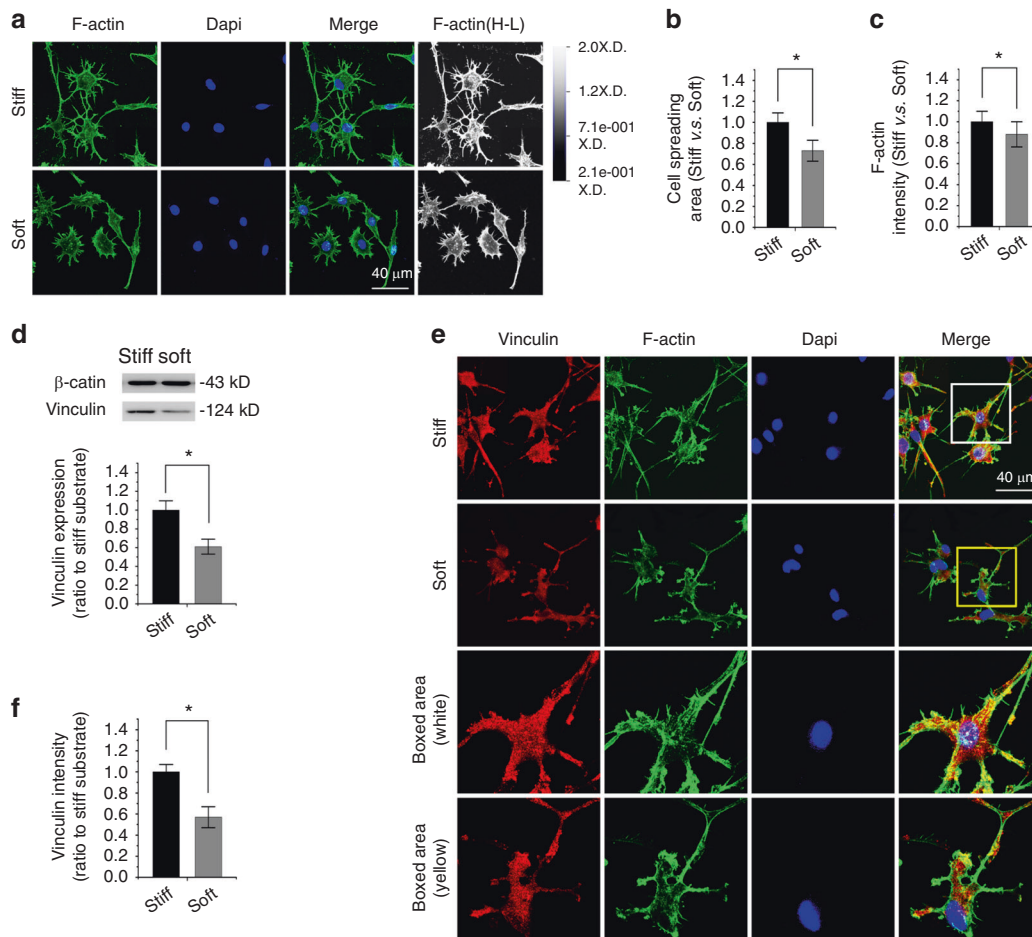 a
F-actin Dapi Merge F-actin(H-L)
Stiff
Soft
40 μm
2.0X.D.
1.2X.D.
7.1e-001
X.D.
2.1e-001
X.D.
b
*
Cell spreading
area (Stiff v.s. Soft)
1.4
1.2
1.0
0.8
0.6
0.4
0.2
0.0
Stiff
Soft
c
*
F-actin
intensity (Stiff v.s. Soft)
1.4
1.2
1.0
0.8
0.6
0.4
0.2
0.0
Stiff
Soft
d
Stiff soft
β-catin -43 kD
Vinculin -124 kD
*
Vinculin expression
(ratio to stiff substrate)
1.4
1.2
1.0
0.8
0.6
0.4
0.2
0.0
Stiff
Soft
e
Vinculin F-actin Dapi Merge
Stiff
40 μm
Soft
Boxed area
(white)
Boxed area
(yellow)
f
*
Vinculin intensity
(ratio to stiff substrate)
1.4
1.2
1.0
0.8
0.6
0.4
0.2
0.0
Stiff
Soft